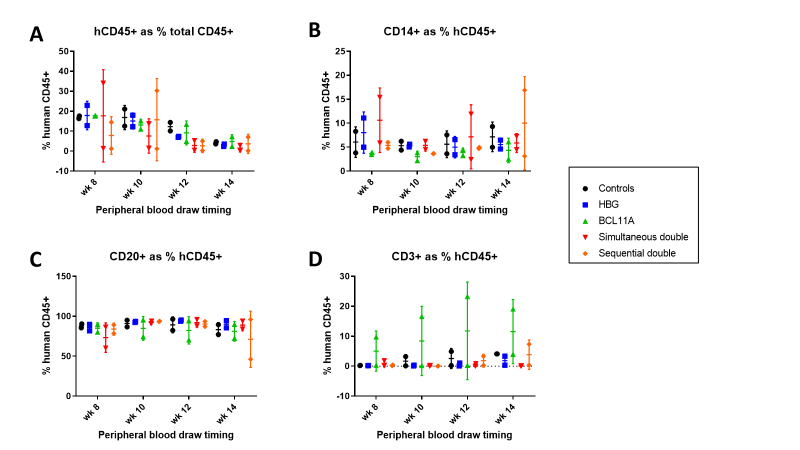 A
hCD45+ as % total CD45+
% human CD45+
50
40
30
20
10
0
-10
wk 8
wk 10
wk 12
wk 14
Peripheral blood draw timing
B
CD14+ as % hCD45+
% human CD45+
25
20
15
10
5
0
wk 8
wk 10
wk 12
wk 14
Peripheral blood draw timing
Controls
HBG
BCL11A
Simultaneous double
Sequential double
C
CD20+ as % hCD45+
% human CD45+
150
100
50
0
wk 8
wk 10
wk 12
wk 14
Peripheral blood draw timing
D
CD3+ as % hCD45+
% human CD45+
30
20
10
0
-10
wk 8
wk 10
wk 12
wk 14
Peripheral blood draw timing